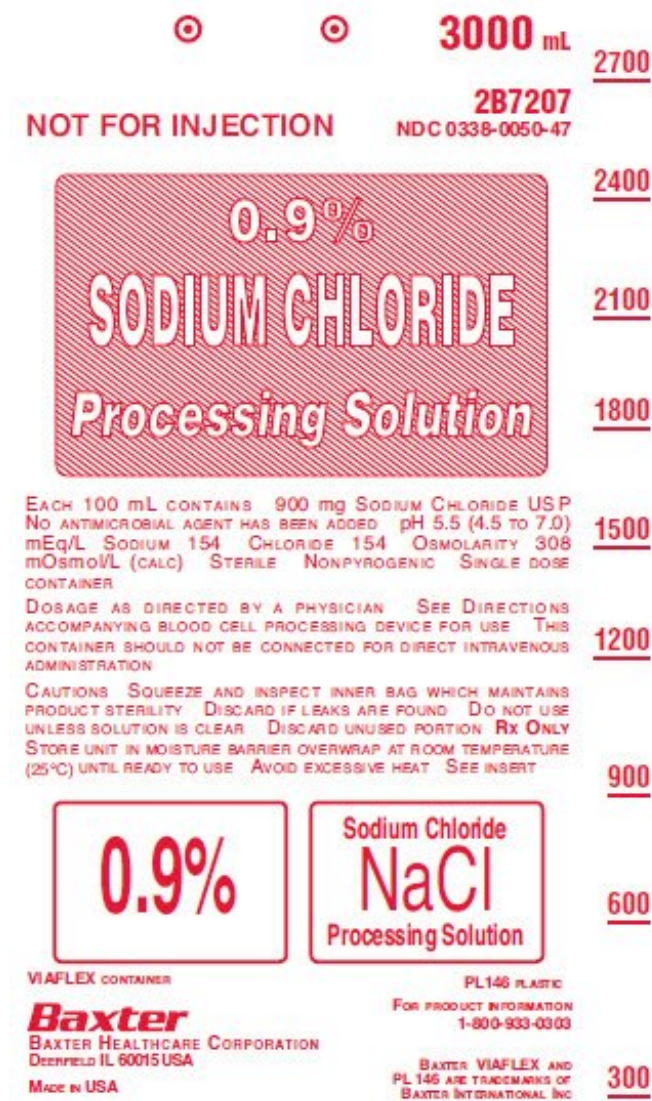 3000 mL
2700
2B7207
NOT FOR INJECTION
NDC 0338-0050-47
2400
0.9%
SODIUM CHLORIDE
2100
Processing Solution
1800
EACH 100 mL CONTAINS 900 mg SODIUM CHLORIDE USP
NO ANTIMICROBIAL AGENT HAS BEEN ADDED pH 5.5 (4.5 TO 7.0)
mEq/L SODIUM 154 CHLORIDE 154 OSMOLARITY 308
mOsmol/L (CALC) STERILE NONPYROGENIC SINGLE DOSE
CONTAINER
1500
DOSAGE AS DIRECTED BY A PHYSICIAN SEE DIRECTIONS
ACCOMPANYING BLOOD CELL PROCESSING DEVICE FOR USE THIS
CONTAINER SHOULD NOT BE CONNECTED FOR DIRECT INTRAVENOUS
ADMINISTRATION
1200
CAUTIONS SQUEEZE AND INSPECT INNER BAG WHICH MAINTAINS
PRODUCT STERILITY DISCARD IF LEAKS ARE FOUND DO NOT USE
UNLESS SOLUTION IS CLEAR DISCARD UNUSED PORTION RX ONLY
STORE UNIT IN MOISTURE BARRIER OVERWRAP AT ROOM TEMPERATURE
(25°C) UNTIL READY TO USE AVOID EXCESSIVE HEAT SEE INSERT
900
0.9%
Sodium Chloride
NaCl
Processing Solution
600
VIAFLEX CONTAINER
PL146 PLASTIC
Baxter
BAXTER HEALTHCARE CORPORATION
DEERFIELD IL 60015 USA
MADE IN USA
FOR PRODUCT INFORMATION
1-800-933-0303
BAXTER VIAFLEX AND
PL 146 ARE TRADEMARKS OF
BAXTER INTERNATIONAL INC
300